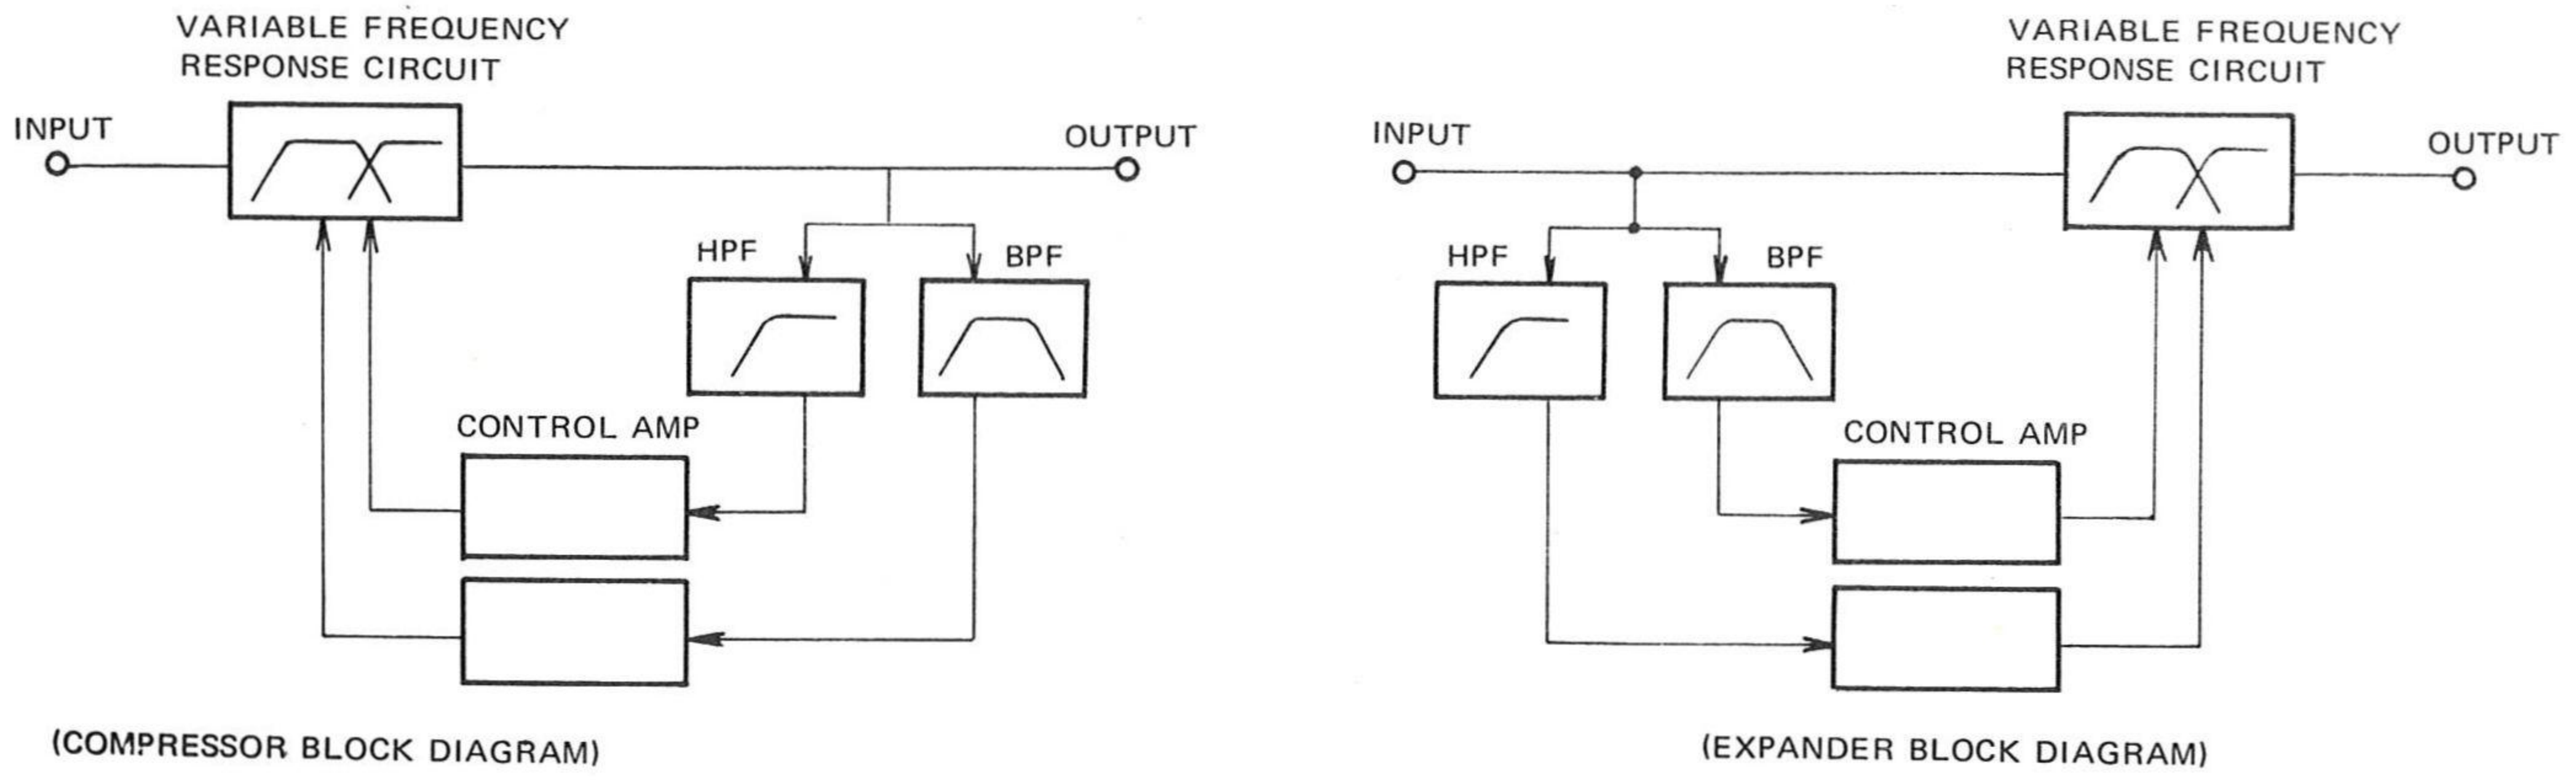 VARIABLE FREQUENCY
RESPONSE CIRCUIT
INPUT
OUTPUT
HPF
BPF
CONTROL AMP
(COMPRESSOR BLOCK DIAGRAM)
VARIABLE FREQUENCY
RESPONSE CIRCUIT
INPUT
OUTPUT
HPF
BPF
CONTROL AMP
(EXPANDER BLOCK DIAGRAM)